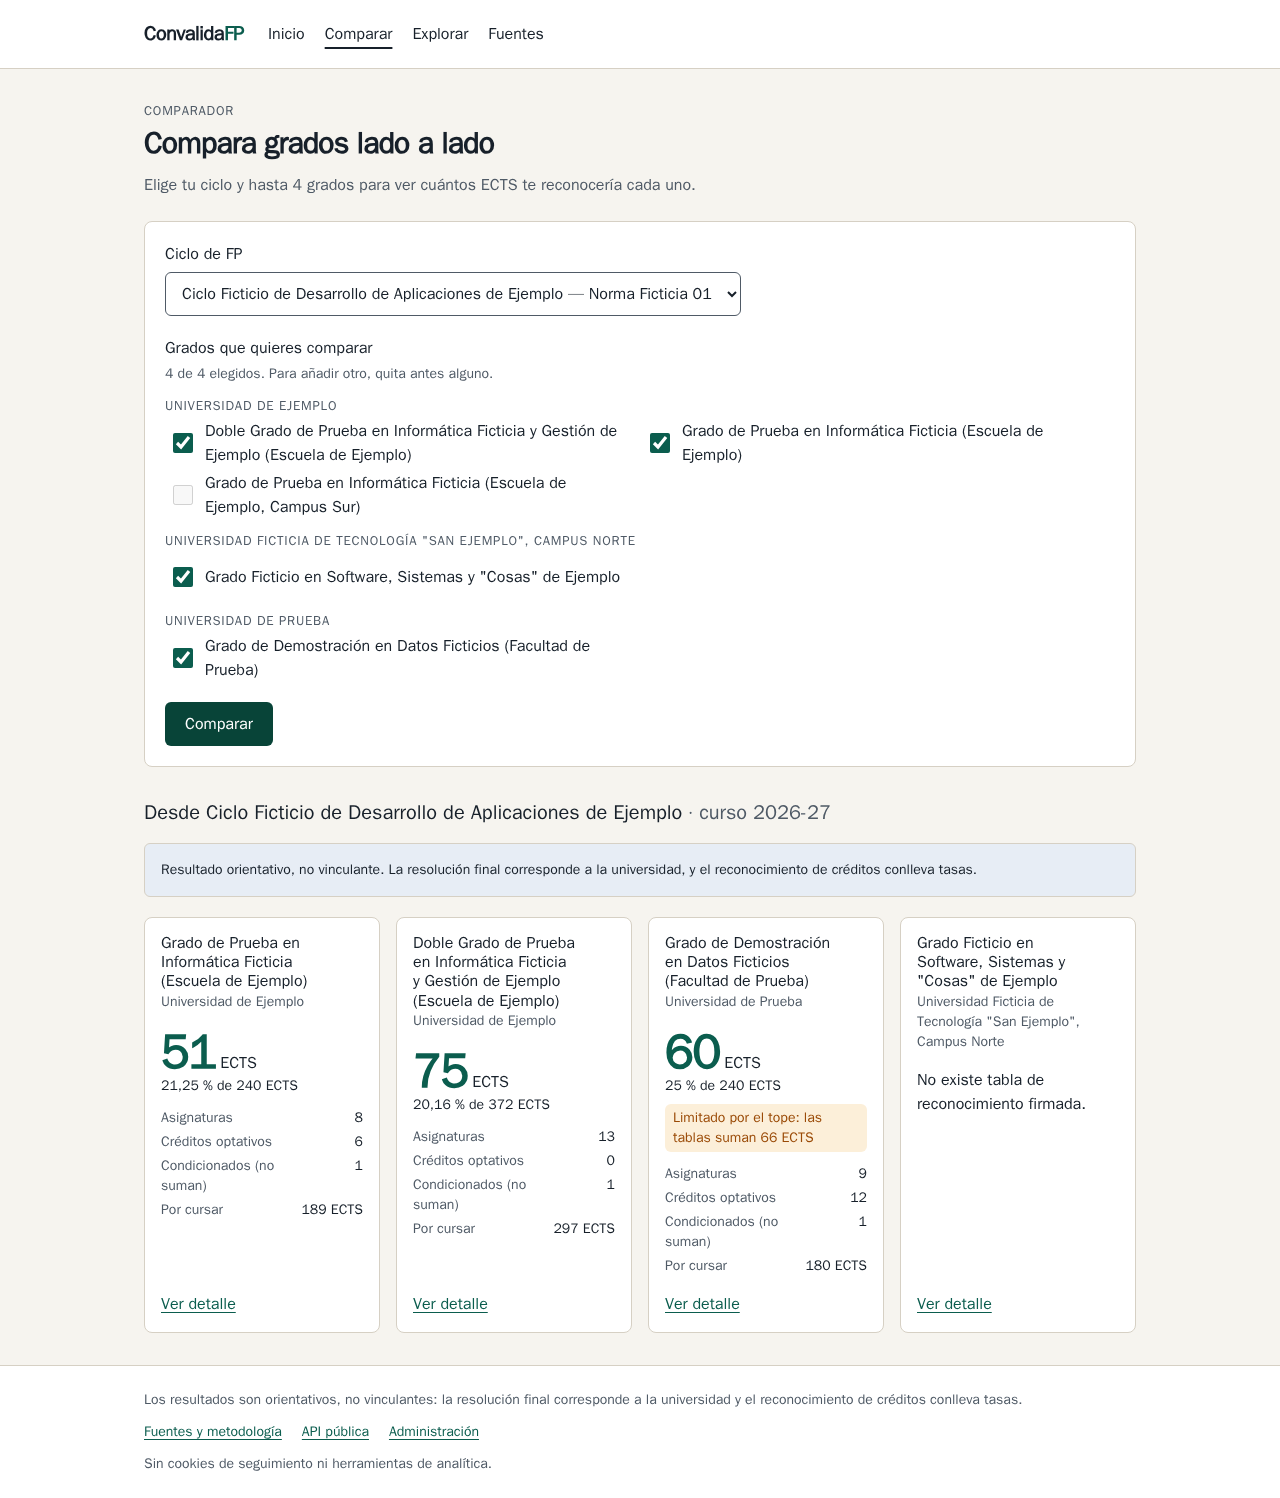 ConvalidaFP Inicio Comparar Explorar Fuentes
COMPARADOR
Compara grados lado a lado
Elige tu ciclo y hasta 4 grados para ver cuántos ECTS te reconocería cada uno.
Ciclo de FP
Ciclo Ficticio de Desarrollo de Aplicaciones de Ejemplo — Norma Ficticia 01
Grados que quieres comparar
4 de 4 elegidos. Para añadir otro, quita antes alguno.
UNIVERSIDAD DE EJEMPLO
Doble Grado de Prueba en Informática Ficticia y Gestión de
Ejemplo (Escuela de Ejemplo)
Grado de Prueba en Informática Ficticia (Escuela de
Ejemplo)
Grado de Prueba en Informática Ficticia (Escuela de
Ejemplo, Campus Sur)
UNIVERSIDAD FICTICIA DE TECNOLOGÍA "SAN EJEMPLO", CAMPUS NORTE
Grado Ficticio en Software, Sistemas y "Cosas" de Ejemplo
UNIVERSIDAD DE PRUEBA
Grado de Demostración en Datos Ficticios (Facultad de
Prueba)
Comparar
Desde Ciclo Ficticio de Desarrollo de Aplicaciones de Ejemplo · curso 2026-27
Resultado orientativo, no vinculante. La resolución final corresponde a la universidad, y el reconocimiento de créditos conlleva tasas.
Grado de Prueba en
Informática Ficticia
(Escuela de Ejemplo)
Universidad de Ejemplo
51 ECTS
21,25 % de 240 ECTS
Asignaturas 8
Créditos optativos 6
Condicionados (no 1
suman)
Por cursar 189 ECTS
Ver detalle
Doble Grado de Prueba
en Informática Ficticia
y Gestión de Ejemplo
(Escuela de Ejemplo)
Universidad de Ejemplo
75 ECTS
20,16 % de 372 ECTS
Asignaturas 13
Créditos optativos 0
Condicionados (no 1
suman)
Por cursar 297 ECTS
Ver detalle
Grado de Demostración
en Datos Ficticios
(Facultad de Prueba)
Universidad de Prueba
60 ECTS
25 % de 240 ECTS
Limitado por el tope: las
tablas suman 66 ECTS
Asignaturas 9
Créditos optativos 12
Condicionados (no 1
suman)
Por cursar 180 ECTS
Ver detalle
Grado Ficticio en
Software, Sistemas y
"Cosas" de Ejemplo
Universidad Ficticia de
Tecnología "San Ejemplo",
Campus Norte
No existe tabla de
reconocimiento firmada.
Ver detalle
Los resultados son orientativos, no vinculantes: la resolución final corresponde a la universidad y el reconocimiento de créditos conlleva tasas.
Fuentes y metodología API pública Administración
Sin cookies de seguimiento ni herramientas de analítica.